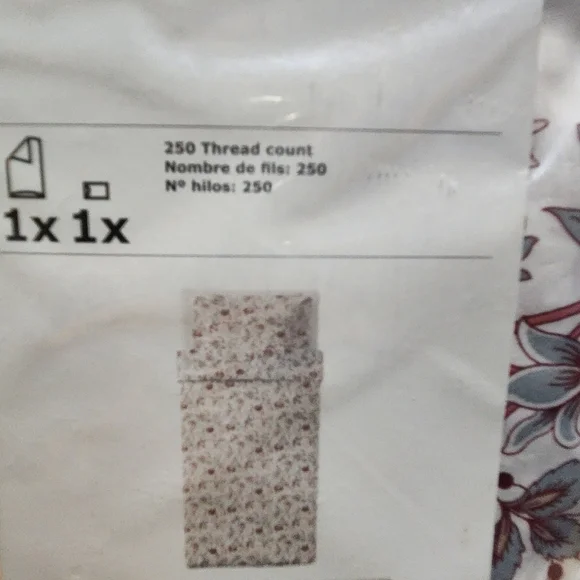 250 Thread count
Nombre de fils: 250
Nº hilos: 250
1x 1x